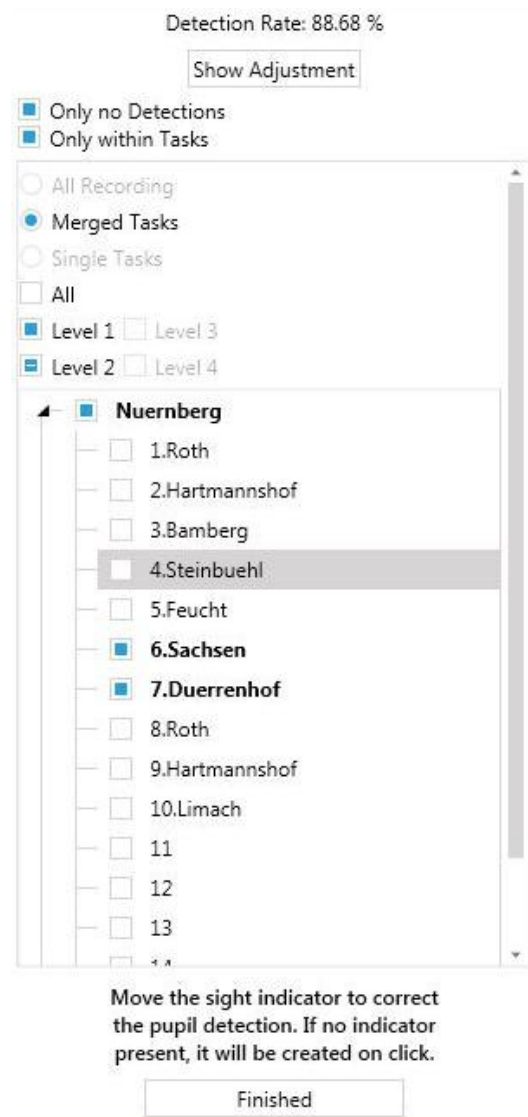 Detection Rate: 88.68 %
Show Adjustment
Only no Detections
Only within Tasks
All Recording
Merged Tasks
Single Tasks
All
Level 1 Level 3
Level 2 Level 4
Nuernberg
1.Roth
2.Hartmannshof
3.Bamberg
4.Steinbuehl
5.Feucht
6.Sachsen
7.Duerrenhof
8.Roth
9.Hartmannshof
10.Limach
11
12
13
Move the sight indicator to correct
the pupil detection. If no indicator
present, it will be created on click.
Finished